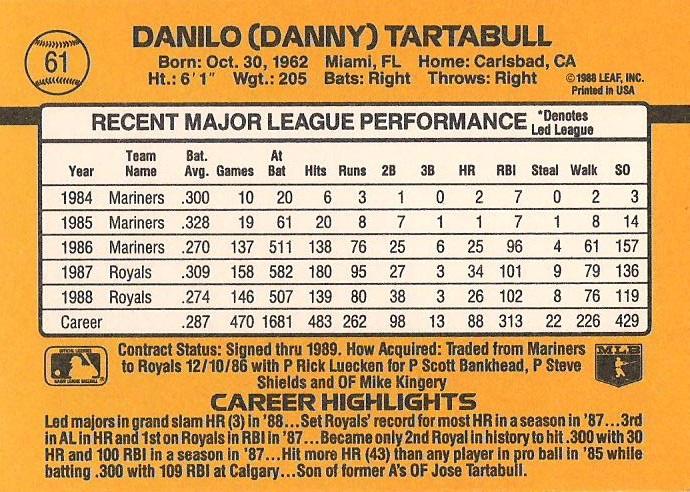 61
DANILO (DANNY) TARTABULL
Born: Oct. 30, 1962 Miami, FL Home: Carlsbad, CA
Ht.: 6'1" Wgt.: 205 Bats: Right Throws: Right
©1988 LEAF, INC.
Printed in USA
RECENT MAJOR LEAGUE PERFORMANCE
*Denotes
Led League
Year Team Name Bat. Avg. Games At Bat Hits Runs 2B 3B HR RBI Steal Walk SO
1984 Mariners .300 10 20 6 3 1 0 2 7 0 2 3
1985 Mariners .328 19 61 20 8 7 1 1 7 1 8 14
1986 Mariners .270 137 511 138 76 25 6 25 96 4 61 157
1987 Royals .309 158 582 180 95 27 3 34 101 9 79 136
1988 Royals .274 146 507 139 80 38 3 26 102 8 76 119
Career .287 470 1681 483 262 98 13 88 313 22 226 429
Contract Status: Signed thru 1989. How Acquired: Traded from Mariners
to Royals 12/10/86 with P Rick Luecken for P Scott Bankhead, P Steve
Shields and OF Mike Kingery
MLB
CAREER HIGHLIGHTS
Led majors in grand slam HR (3) in '88...Set Royals' record for most HR in a season in '87...3rd
in AL in HR and 1st on Royals in RBI in '87...Became only 2nd Royal in history to hit .300 with 30
HR and 100 RBI in a season in '87...Hit more HR (43) than any player in pro ball in '85 while
batting .300 with 109 RBI at Calgary...Son of former A's OF Jose Tartabull.